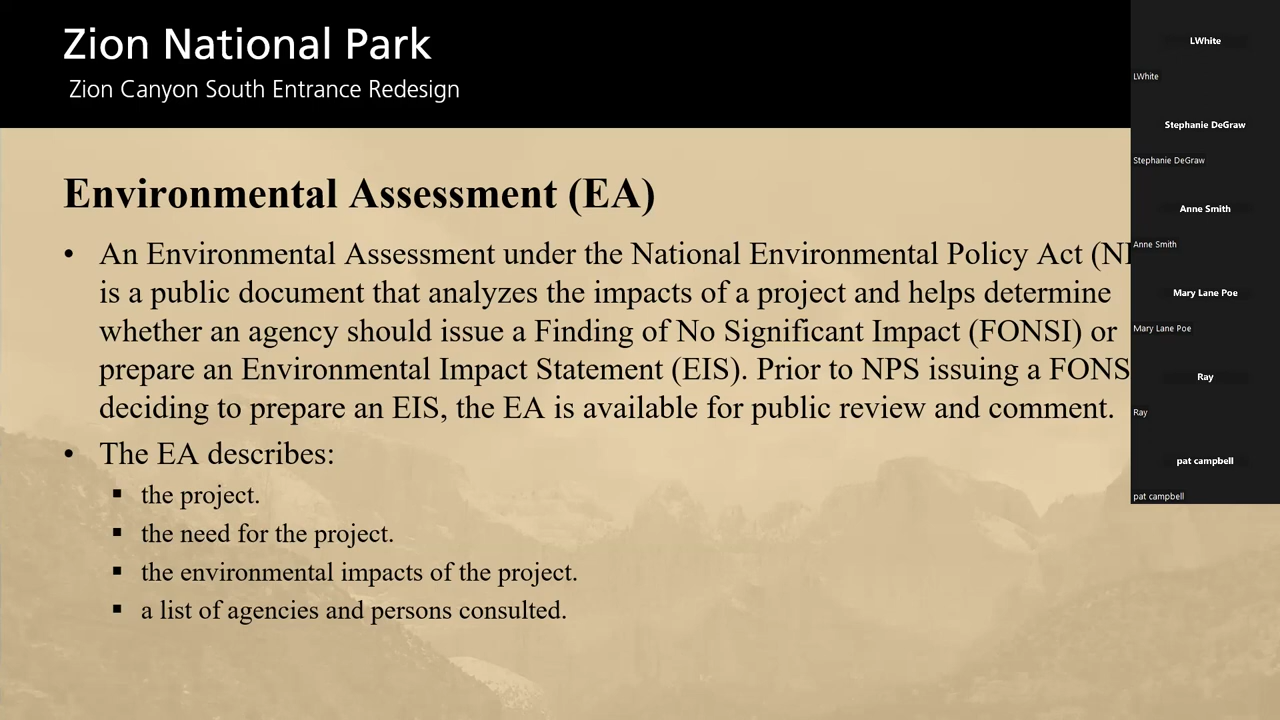 Zion National Park
Zion Canyon South Entrance Redesign
Environmental Assessment (EA)
• An Environmental Assessment under the National Environmental Policy Act
is a public document that analyzes the impacts of a project and helps determine
whether an agency should issue a Finding of No Significant Impact (FONSI) or
prepare an Environmental Impact Statement (EIS). Prior to NPS issuing a FONS
deciding to prepare an EIS, the EA is available for public review and comment.
• The EA describes:
▪ the project.
▪ the need for the project.
▪ the environmental impacts of the project.
▪ a list of agencies and persons consulted.
LWhite
LWhite
Stephanie DeGraw
Stephanie DeGraw
Anne Smith
Anne Smith
Mary Lane Poe
Mary Lane Poe
Ray
Ray
pat campbell
pat campbell